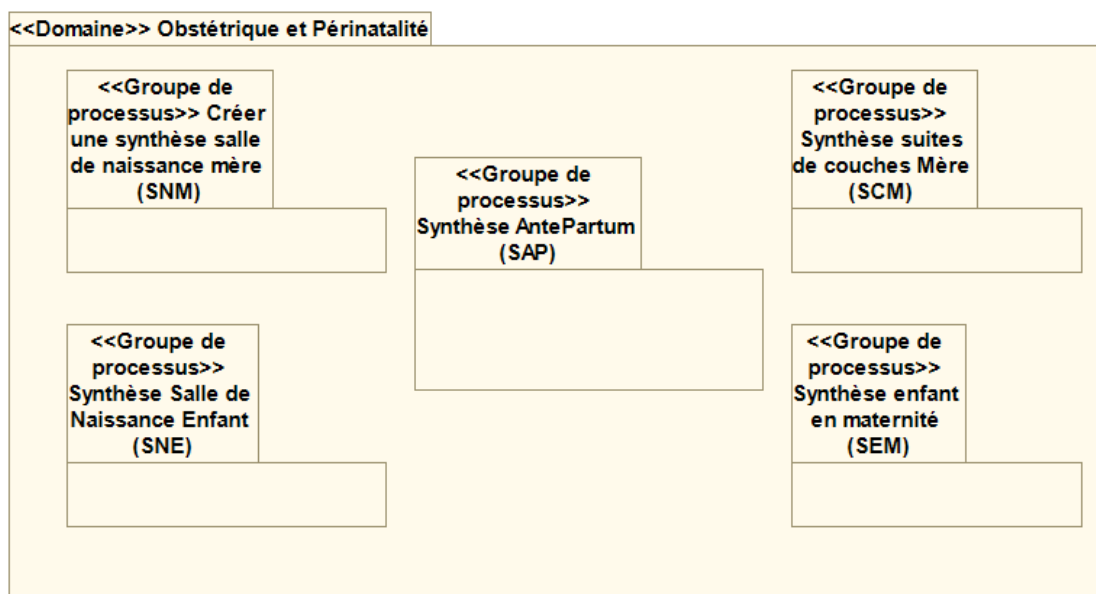 <<Domaine>> Obstétrique et Périnatalité
<<Groupe de
processus>> Créer
une synthèse salle
de naissance mère
(SNM)
<<Groupe de
processus>>
Synthèse AntePartum
(SAP)
<<Groupe de
processus>>
Synthèse suites
de couches Mère
(SCM)
<<Groupe de
processus>>
Synthèse Salle de
Naissance Enfant
(SNE)
<<Groupe de
processus>>
Synthèse enfant
en maternité
(SEM)